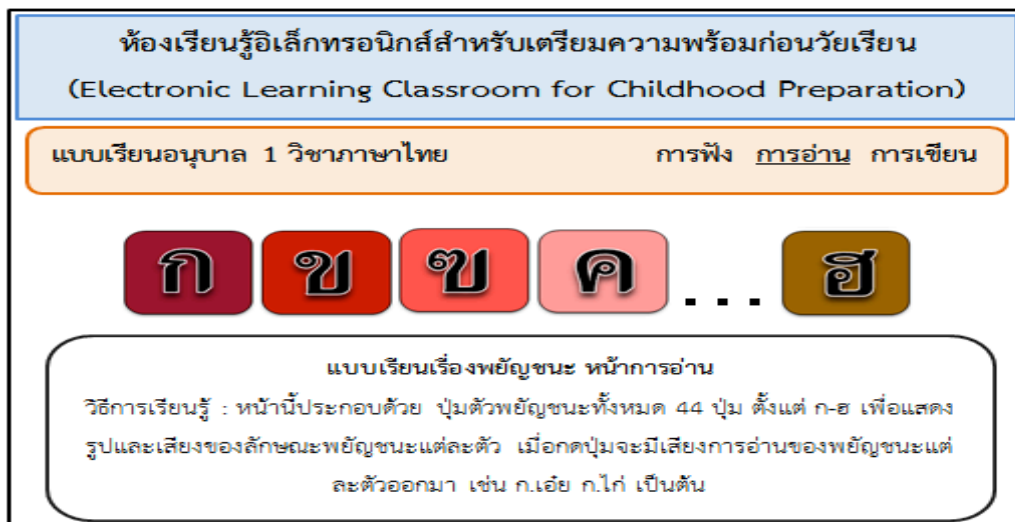 ห้องเรียนรู้อิเล็กทรอนิกส์สำหรับเตรียมความพร้อมก่อนวัยเรียน
(Electronic Learning Classroom for Childhood Preparation)
แบบเรียนอนุบาล 1 วิชาภาษาไทย การฟัง การอ่าน การเขียน
ก ข ฃ ค ... ฮ
แบบเรียนเรื่องพยัญชนะ หน้าการอ่าน
วิธีการเรียนรู้ : หน้านี้ประกอบด้วย ปุ่มตัวพยัญชนะทั้งหมด 44 ปุ่ม ตั้งแต่ ก-ฮ เพื่อแสดง
รูปและเสียงของลักษณะพยัญชนะแต่ละตัว เมื่อกดปุ่มจะมีเสียงการอ่านของพยัญชนะแต่
ละตัวออกมา เช่น ก.เอ๋ย ก.ไก่ เป็นต้น